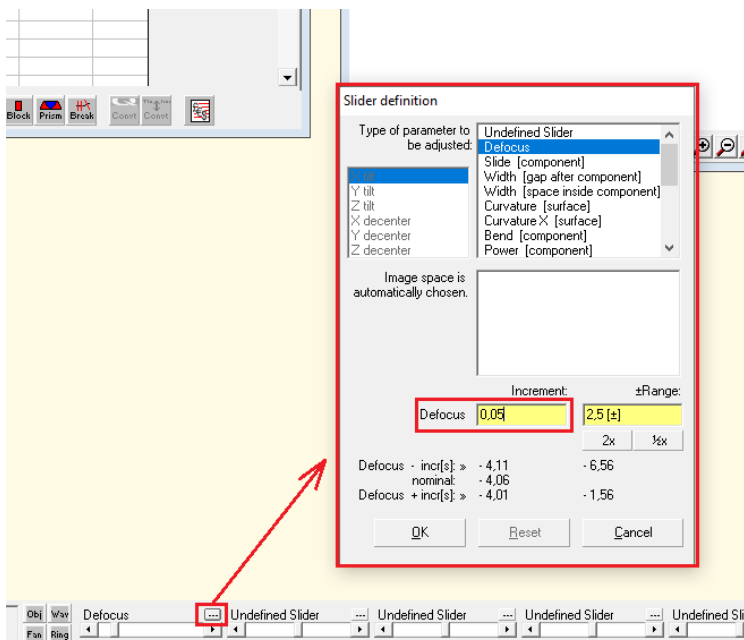 Block Prism Break Convt Convt
Slider definition
Type of parameter to
be adjusted:
Undefined Slider
Defocus
Slide [component]
Width [gap after component]
Width [space inside component]
Curvature [surface]
Curvature X [surface]
Bend [component]
Power [component]
X tilt
Y tilt
Z tilt
X decenter
Y decenter
Z decenter
Image space is
automatically chosen.
Increment: ±Range:
Defocus 0,05 2,5 [±]
2x ½x
Defocus - incr[s]: » - 4,11 - 6,56
nominal: - 4,06
Defocus + incr[s]: » - 4,01 - 1,56
OK Reset Cancel
Obj Wav Defocus ... Undefined Slider ... Undefined Slider ... Undefined Slider ... Undefined Sli
Fan Ring